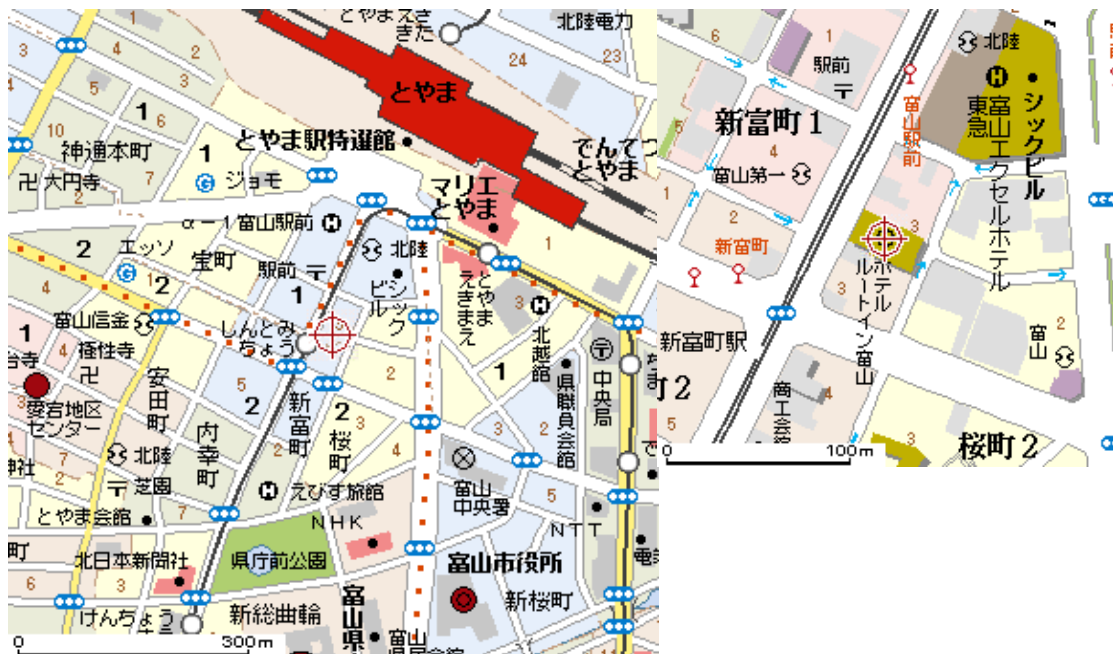 とやまえき
きた
北陸電力
とやま
とやま駅特選館
でんてつ
とやま
マリエ
とやま
神通本町
卍大円寺
ジョモ
α-1富山駅前
エッソ
宝町
駅前〒
北陸
シック
ビル
とやま
えきまえ
北越館
富山信金
しんとみ
ちょう
極性寺
卍
安田町
愛宕地区
センター
新富町
桜町
内幸町
県職員会館
中央局
北陸
〒芝園
神社
とやま会館
えびす旅館
富山
中央署
NHK
NTT
北日本新聞社
県庁前公園
富山市役所
新桜町
けんちょう
新総曲輪
富山県
富山
0
300m
新富町1
駅前
〒
富山第一
新富町
富山駅前
北陸
シックビル
富山エクセルホテル
東急
ホテル
ルートイン富山
新富町駅
商工会館
富山
桜町2
0
100m